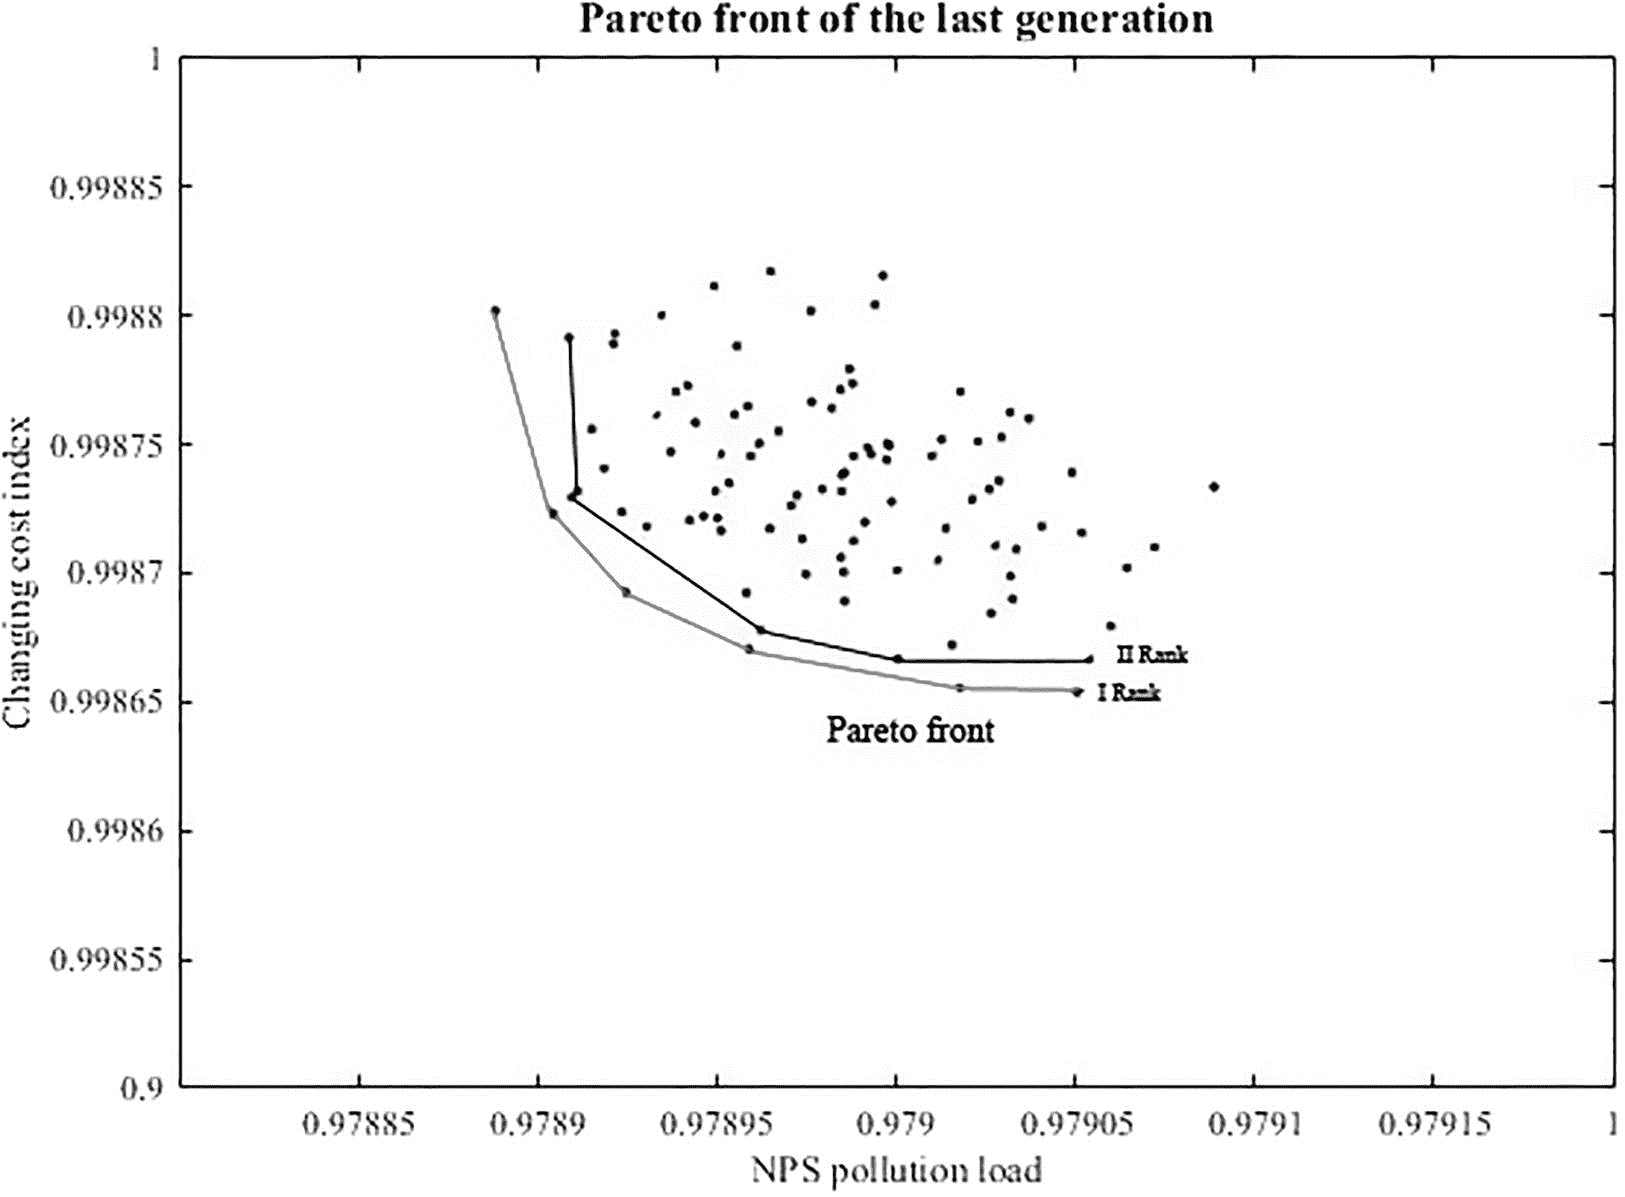 Pareto front of the last generation
1
0.99885
0.9988
0.99875
0.9987
0.99865
0.9986
0.99855
0.9
Changing cost index
II Rank
I Rank
Pareto front
0.97885
0.9789
0.97895
0.979
0.97905
0.9791
0.97915
1
NPS pollution load